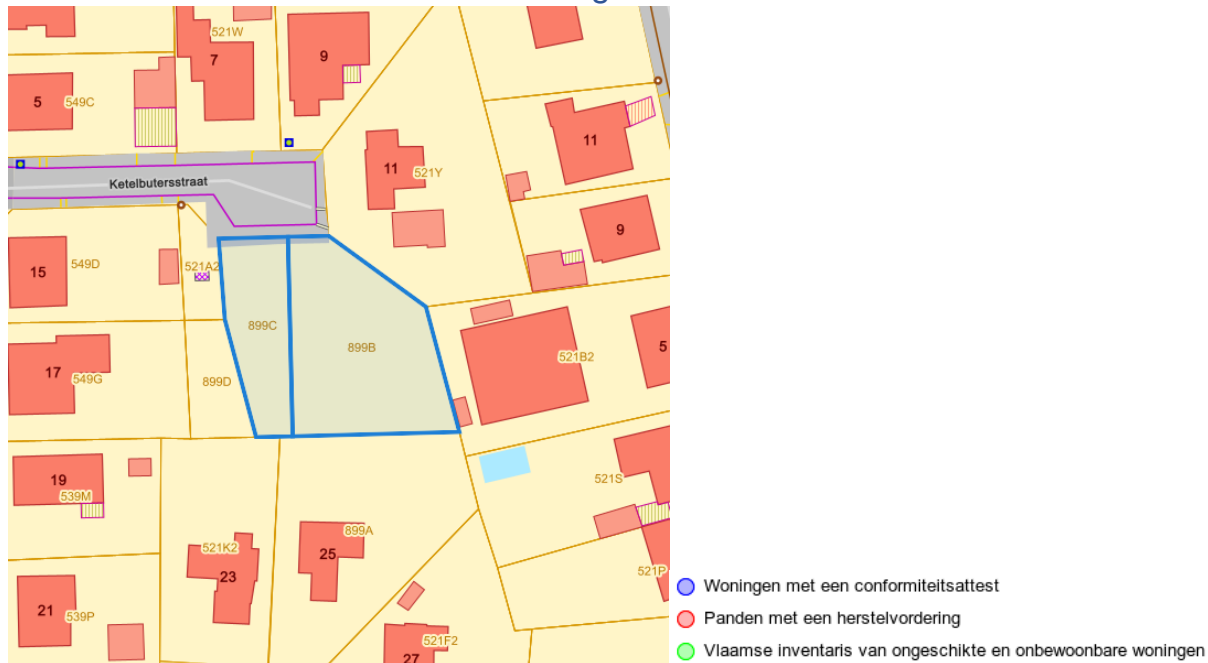 521W
7
9
5
549C
11
11
521Y
Ketelbutersstraat
9
15
549D
521A2
899C
899B
521B2
5
17
549G
899D
19
539M
521S
899A
25
521K2
23
521P
21
539P
521F2
27
Woningen met een conformiteitsattest
Panden met een herstelvordering
Vlaamse inventaris van ongeschikte en onbewoonbare woningen